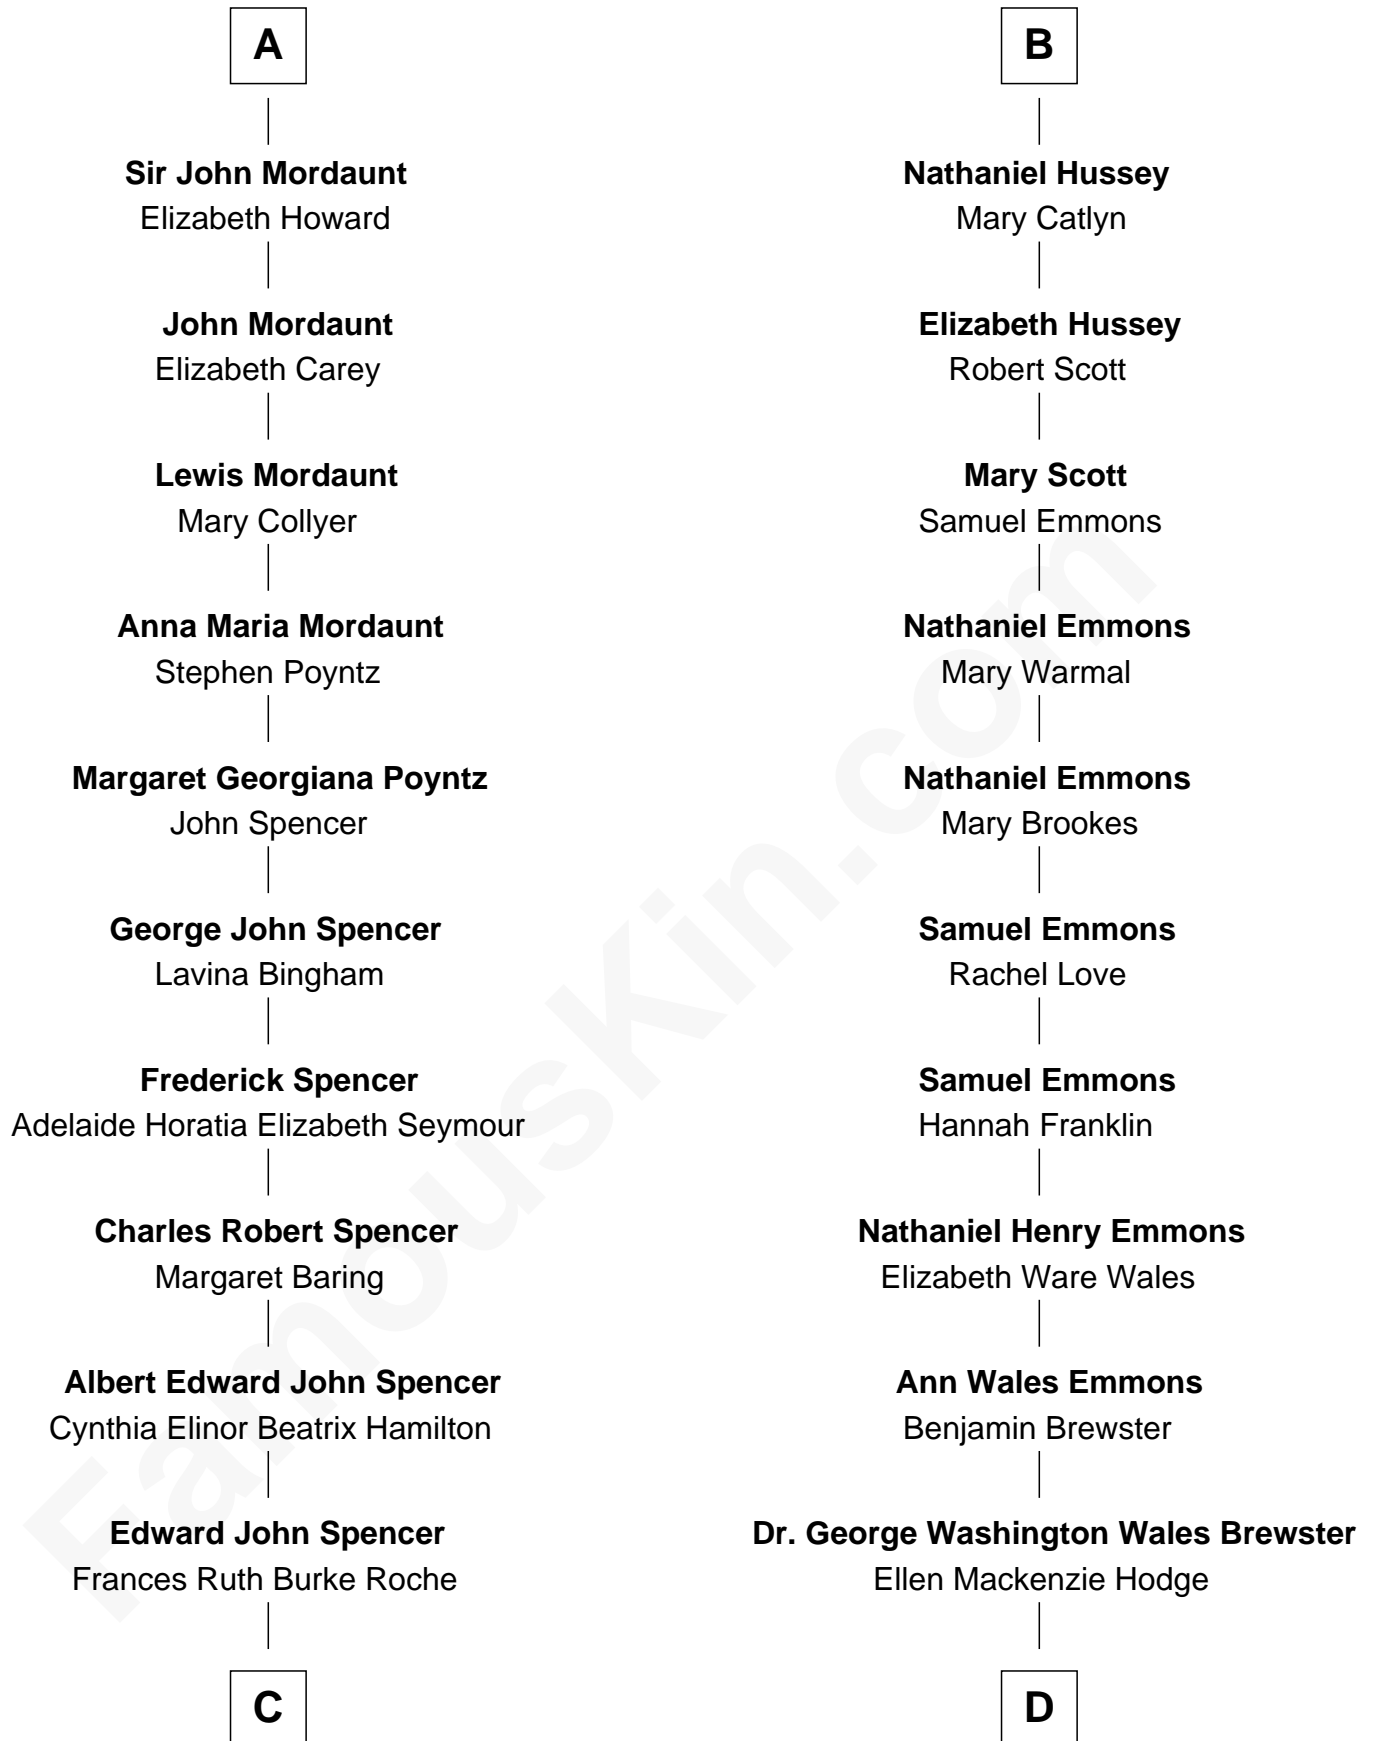 A
Sir John Mordaunt
Elizabeth Howard
John Mordaunt
Elizabeth Carey
Lewis Mordaunt
Mary Collyer
Anna Maria Mordaunt
Stephen Poyntz
Margaret Georgiana Poyntz
John Spencer
George John Spencer
Lavina Bingham
Frederick Spencer
Adelaide Horatia Elizabeth Seymour
Charles Robert Spencer
Margaret Baring
Albert Edward John Spencer
Cynthia Elinor Beatrix Hamilton
Edward John Spencer
Frances Ruth Burke Roche
C
B
Nathaniel Hussey
Mary Catlyn
Elizabeth Hussey
Robert Scott
Mary Scott
Samuel Emmons
Nathaniel Emmons
Mary Warmal
Nathaniel Emmons
Mary Brookes
Samuel Emmons
Rachel Love
Samuel Emmons
Hannah Franklin
Nathaniel Henry Emmons
Elizabeth Ware Wales
Ann Wales Emmons
Benjamin Brewster
Dr. George Washington Wales Brewster
Ellen Mackenzie Hodge
D
FamousKin.com